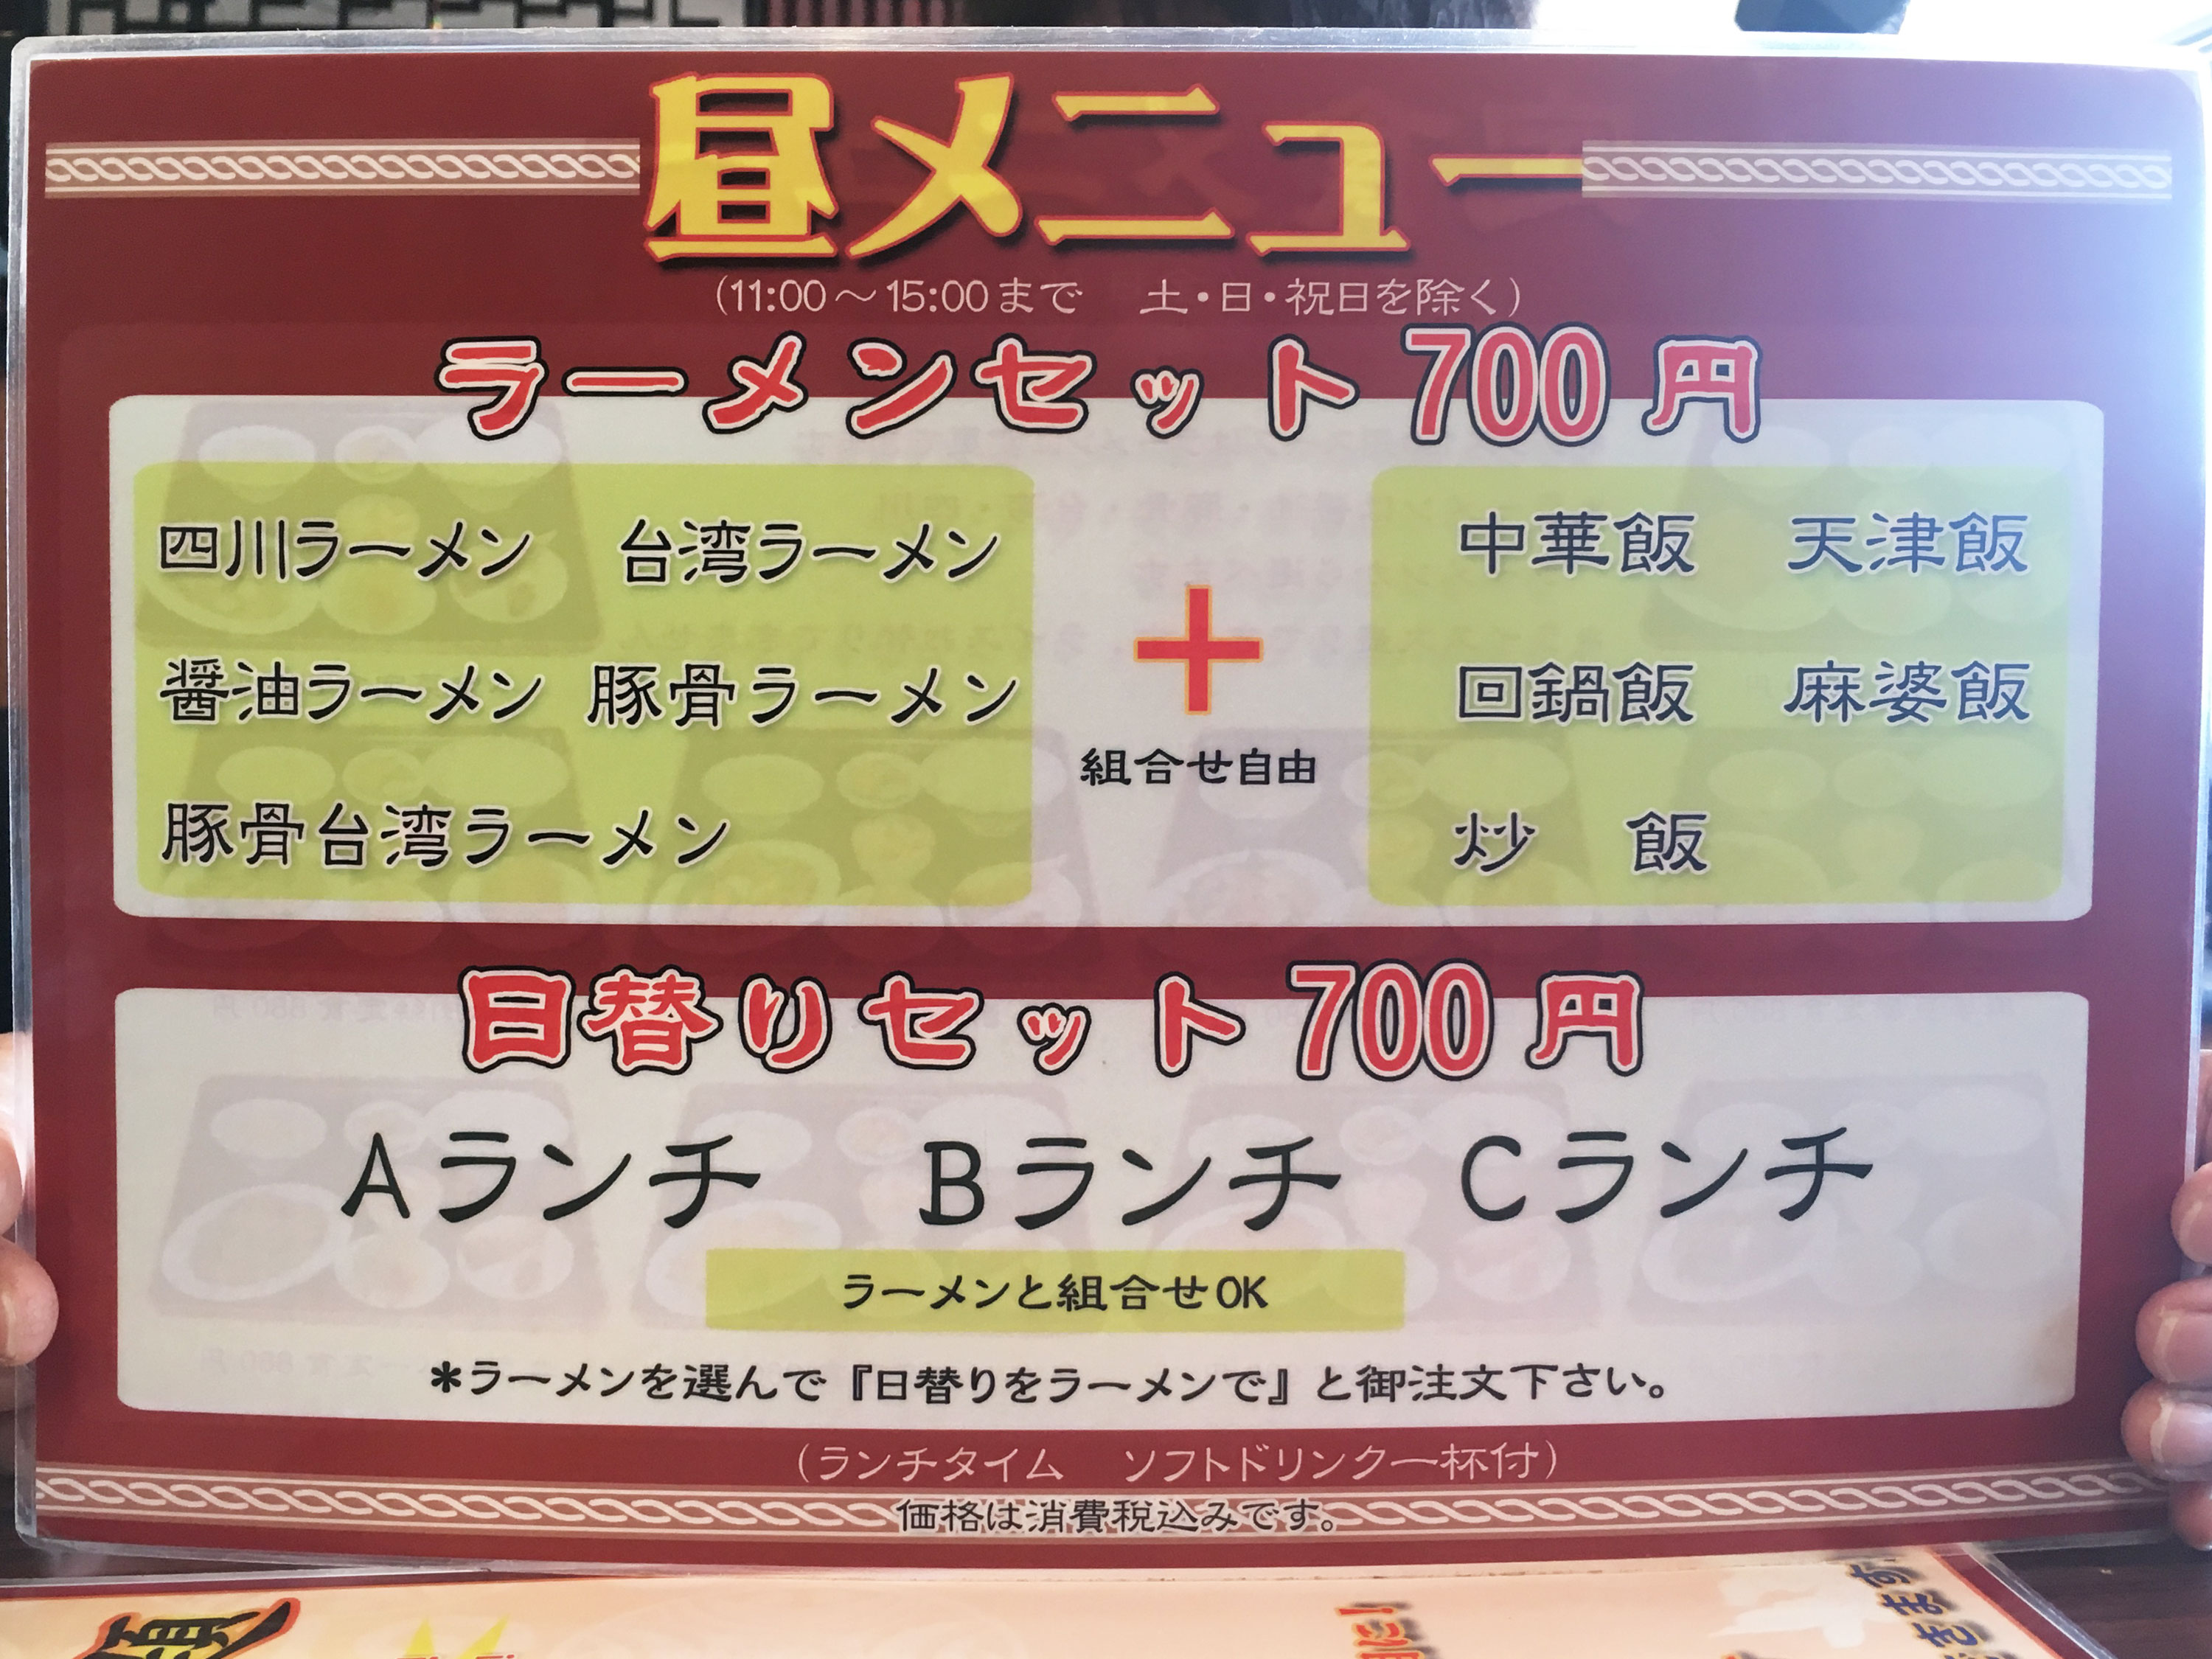 昼メニュー
(11:00～15:00まで 土・日・祝日を除く)
ラーメンセット700円
四川ラーメン 台湾ラーメン
醤油ラーメン 豚骨ラーメン
豚骨台湾ラーメン
＋
組合せ自由
中華飯 天津飯
回鍋飯 麻婆飯
炒 飯
日替りセット700円
Aランチ Bランチ Cランチ
ラーメンと組合せOK
＊ラーメンを選んで『日替りをラーメンで』と御注文下さい。
(ランチタイム ソフトドリンク一杯付)
価格は消費税込みです。